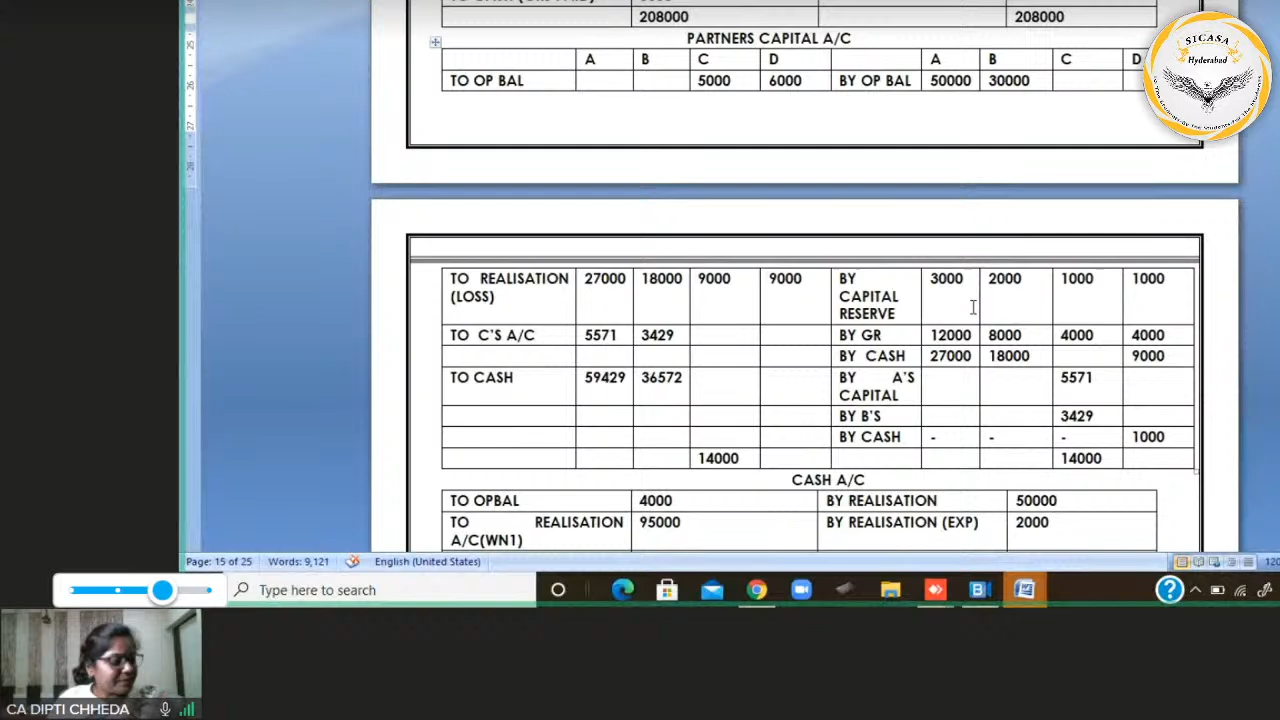 208000 208000
PARTNERS CAPITAL A/C
A B C D A B C D
TO OP BAL 5000 6000 BY OP BAL 50000 30000
SICASA
Hyderabad
TO REALISATION (LOSS) 27000 18000 9000 9000 BY CAPITAL RESERVE 3000 2000 1000 1000
TO C'S A/C 5571 3429 BY GR 12000 8000 4000 4000
BY CASH 27000 18000 9000
TO CASH 59429 36572 BY A'S CAPITAL 5571
BY B'S 3429
BY CASH - - - 1000
14000 14000
CASH A/C
TO OPBAL 4000 BY REALISATION 50000
TO REALISATION A/C(WN1) 95000 BY REALISATION (EXP) 2000
Page: 15 of 25 Words: 9,121 English (United States) 120
Type here to search
CA DIPTI CHHEDA